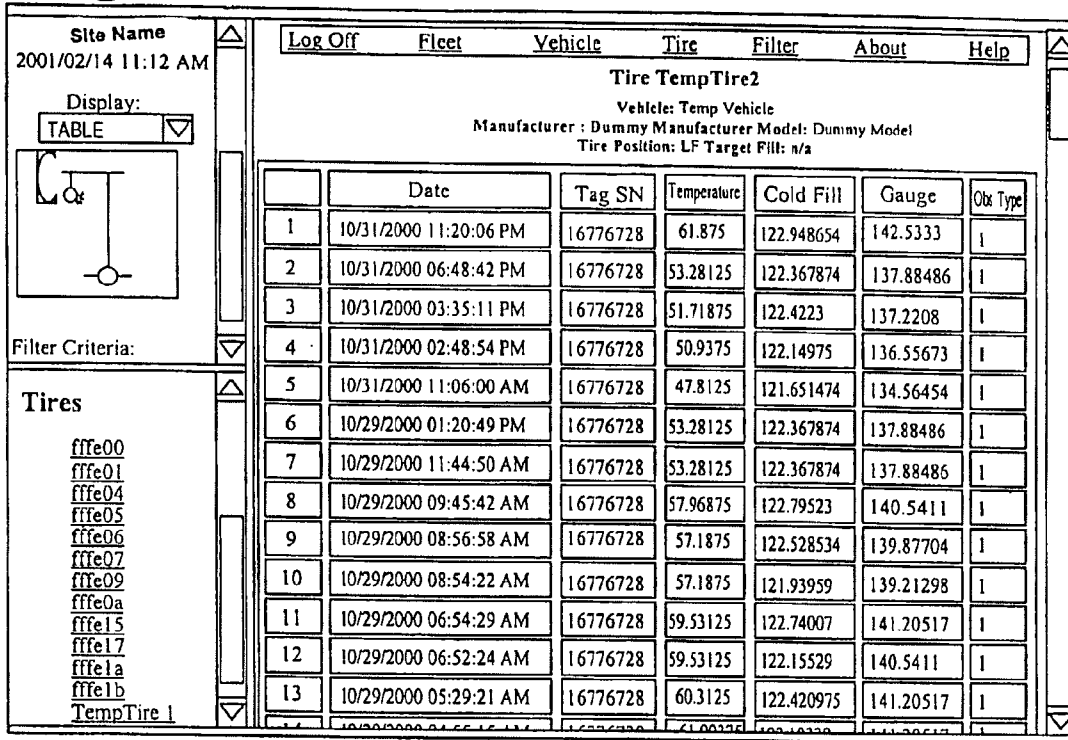 Site Name
2001/02/14 11:12 AM
Display:
TABLE
Filter Criteria:
Tires
fffe00
fffe01
fffe04
fffe05
fffe06
fffe07
fffe09
fffe0a
fffe15
fffe17
fffe1a
fffe1b
TempTire 1
Log Off Fleet Vehicle Tire Filter About Help
Tire TempTire2
Vehicle: Temp Vehicle
Manufacturer : Dummy Manufacturer Model: Dummy Model
Tire Position: LF Target Fill: n/a
Date Tag SN Temperature Cold Fill Gauge Obs Type
1 10/31/2000 11:20:06 PM 16776728 61.875 122.948654 142.5333 1
2 10/31/2000 06:48:42 PM 16776728 53.28125 122.367874 137.88486 1
3 10/31/2000 03:35:11 PM 16776728 51.71875 122.4223 137.2208 1
4 10/31/2000 02:48:54 PM 16776728 50.9375 122.14975 136.55673 1
5 10/31/2000 11:06:00 AM 16776728 47.8125 121.651474 134.56454 1
6 10/29/2000 01:20:49 PM 16776728 53.28125 122.367874 137.88486 1
7 10/29/2000 11:44:50 AM 16776728 53.28125 122.367874 137.88486 1
8 10/29/2000 09:45:42 AM 16776728 57.96875 122.79523 140.5411 1
9 10/29/2000 08:56:58 AM 16776728 57.1875 122.528534 139.87704 1
10 10/29/2000 08:54:22 AM 16776728 57.1875 121.93959 139.21298 1
11 10/29/2000 06:54:29 AM 16776728 59.53125 122.74007 141.20517 1
12 10/29/2000 06:52:24 AM 16776728 59.53125 122.15529 140.5411 1
13 10/29/2000 05:29:21 AM 16776728 60.3125 122.420975 141.20517 1